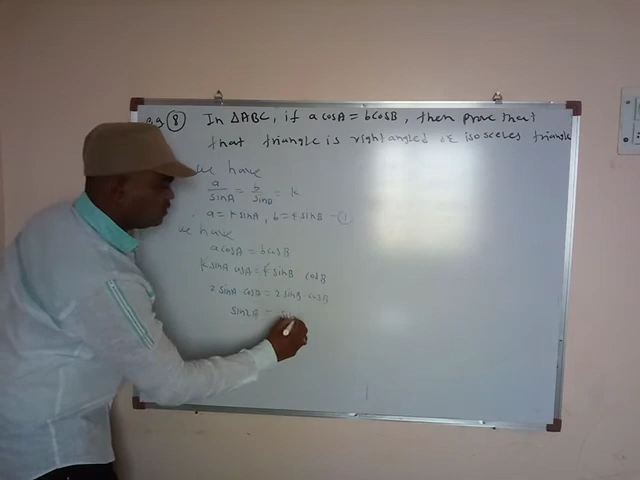 ⑧ In ΔABC, if a cosA = b cosB, then prove that
that triangle is right angled or isosceles triangle
we have
a/sinA = b/sinB = k
∴ a = k sinA, b = k sinB - ①
we have
a cosA = b cosB
k sinA cosA = k sinB cosB
2 sinA · cosA = 2 sinB · cosB
sin2A = si